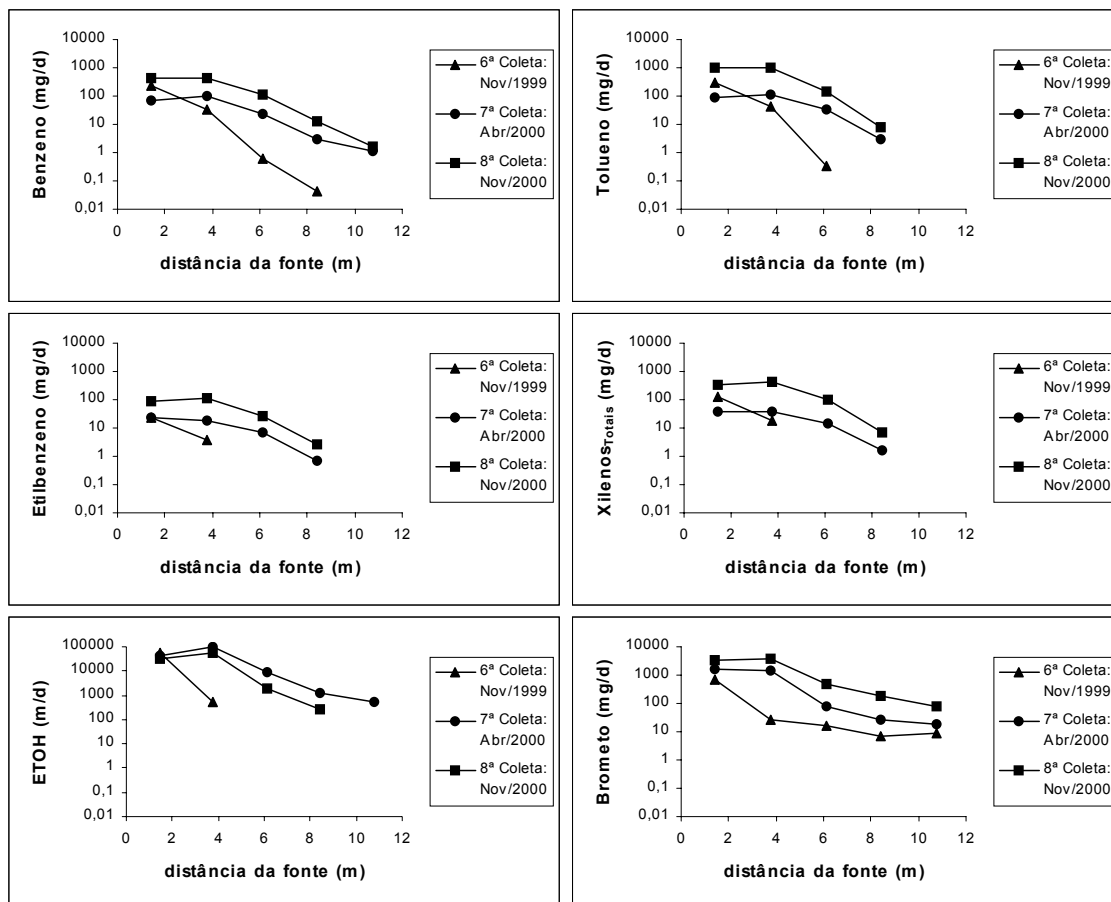 Benzeno (mg/d)
10000
1000
100
10
1
0,1
0,01
0 2 4 6 8 10 12
distância da fonte (m)
6ª Coleta:
Nov/1999
7ª Coleta:
Abr/2000
8ª Coleta:
Nov/2000
Tolueno (mg/d)
10000
1000
100
10
1
0,1
0,01
0 2 4 6 8 10 12
distância da fonte (m)
6ª Coleta:
Nov/1999
7ª Coleta:
Abr/2000
8ª Coleta:
Nov/2000
Etilbenzeno (mg/d)
10000
1000
100
10
1
0,1
0,01
0 2 4 6 8 10 12
distância da fonte (m)
6ª Coleta:
Nov/1999
7ª Coleta:
Abr/2000
8ª Coleta:
Nov/2000
Xilenos Totais (mg/d)
10000
1000
100
10
1
0,1
0,01
0 2 4 6 8 10 12
distância da fonte (m)
6ª Coleta:
Nov/1999
7ª Coleta:
Abr/2000
8ª Coleta:
Nov/2000
ETOH (m/d)
100000
10000
1000
100
10
1
0,1
0,01
0 2 4 6 8 10 12
distância da fonte (m)
6ª Coleta:
Nov/1999
7ª Coleta:
Abr/2000
8ª Coleta:
Nov/2000
Brometo (mg/d)
10000
1000
100
10
1
0,1
0,01
0 2 4 6 8 10 12
distância da fonte (m)
6ª Coleta:
Nov/1999
7ª Coleta:
Abr/2000
8ª Coleta:
Nov/2000